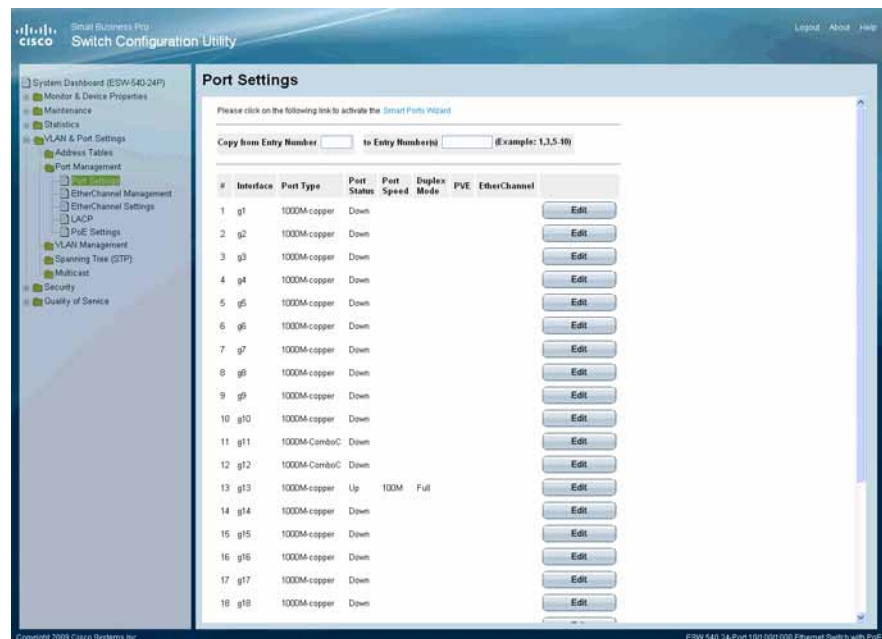 Small Business Pro
cisco Switch Configuration Utility
Logout About Help
System Dashboard (ESW-540-24P)
Monitor & Device Properties
Maintenance
Statistics
VLAN & Port Settings
Address Tables
Port Management
Port Settings
EtherChannel Management
EtherChannel Settings
LACP
PoE Settings
VLAN Management
Spanning Tree (STP)
Multicast
Security
Quality of Service
Port Settings
Please click on the following link to activate the Smart Ports Wizard
Copy from Entry Number to Entry Number(s) (Example: 1,3,5-10)
# Interface Port Type Port Status Port Speed Duplex Mode PVE EtherChannel
1 g1 1000M-copper Down Edit
2 g2 1000M-copper Down Edit
3 g3 1000M-copper Down Edit
4 g4 1000M-copper Down Edit
5 g5 1000M-copper Down Edit
6 g6 1000M-copper Down Edit
7 g7 1000M-copper Down Edit
8 g8 1000M-copper Down Edit
9 g9 1000M-copper Down Edit
10 g10 1000M-copper Down Edit
11 g11 1000M-ComboC Down Edit
12 g12 1000M-ComboC Down Edit
13 g13 1000M-copper Up 100M Full Edit
14 g14 1000M-copper Down Edit
15 g15 1000M-copper Down Edit
16 g16 1000M-copper Down Edit
17 g17 1000M-copper Down Edit
18 g18 1000M-copper Down Edit
Copyright 2009 Cisco Systems Inc.
ESW 540 24-Port 10/100/1000 Ethernet Switch with PoE